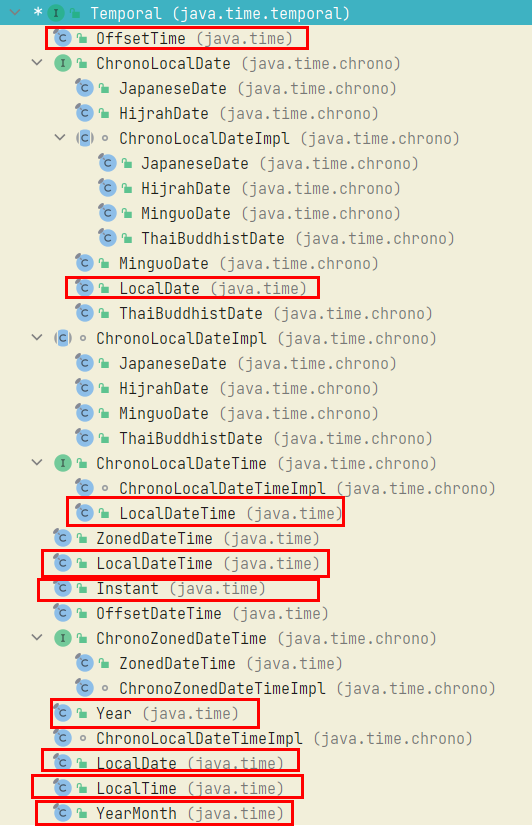 * I Temporal (java.time.temporal)
C OffsetTime (java.time)
I ChronoLocalDate (java.time.chrono)
C JapaneseDate (java.time.chrono)
C HijrahDate (java.time.chrono)
C ChronoLocalDateImpl (java.time.chrono)
C JapaneseDate (java.time.chrono)
C HijrahDate (java.time.chrono)
C MinguoDate (java.time.chrono)
C ThaiBuddhistDate (java.time.chrono)
C MinguoDate (java.time.chrono)
C LocalDate (java.time)
C ThaiBuddhistDate (java.time.chrono)
C ChronoLocalDateImpl (java.time.chrono)
C JapaneseDate (java.time.chrono)
C HijrahDate (java.time.chrono)
C MinguoDate (java.time.chrono)
C ThaiBuddhistDate (java.time.chrono)
I ChronoLocalDateTime (java.time.chrono)
C ChronoLocalDateTimeImpl (java.time.chrono)
C LocalDateTime (java.time)
C ZonedDateTime (java.time)
C LocalDateTime (java.time)
C Instant (java.time)
C OffsetDateTime (java.time)
I ChronoZonedDateTime (java.time.chrono)
C ZonedDateTime (java.time)
C ChronoZonedDateTimeImpl (java.time.chrono)
C Year (java.time)
C ChronoLocalDateTimeImpl (java.time.chrono)
C LocalDate (java.time)
C LocalTime (java.time)
C YearMonth (java.time)